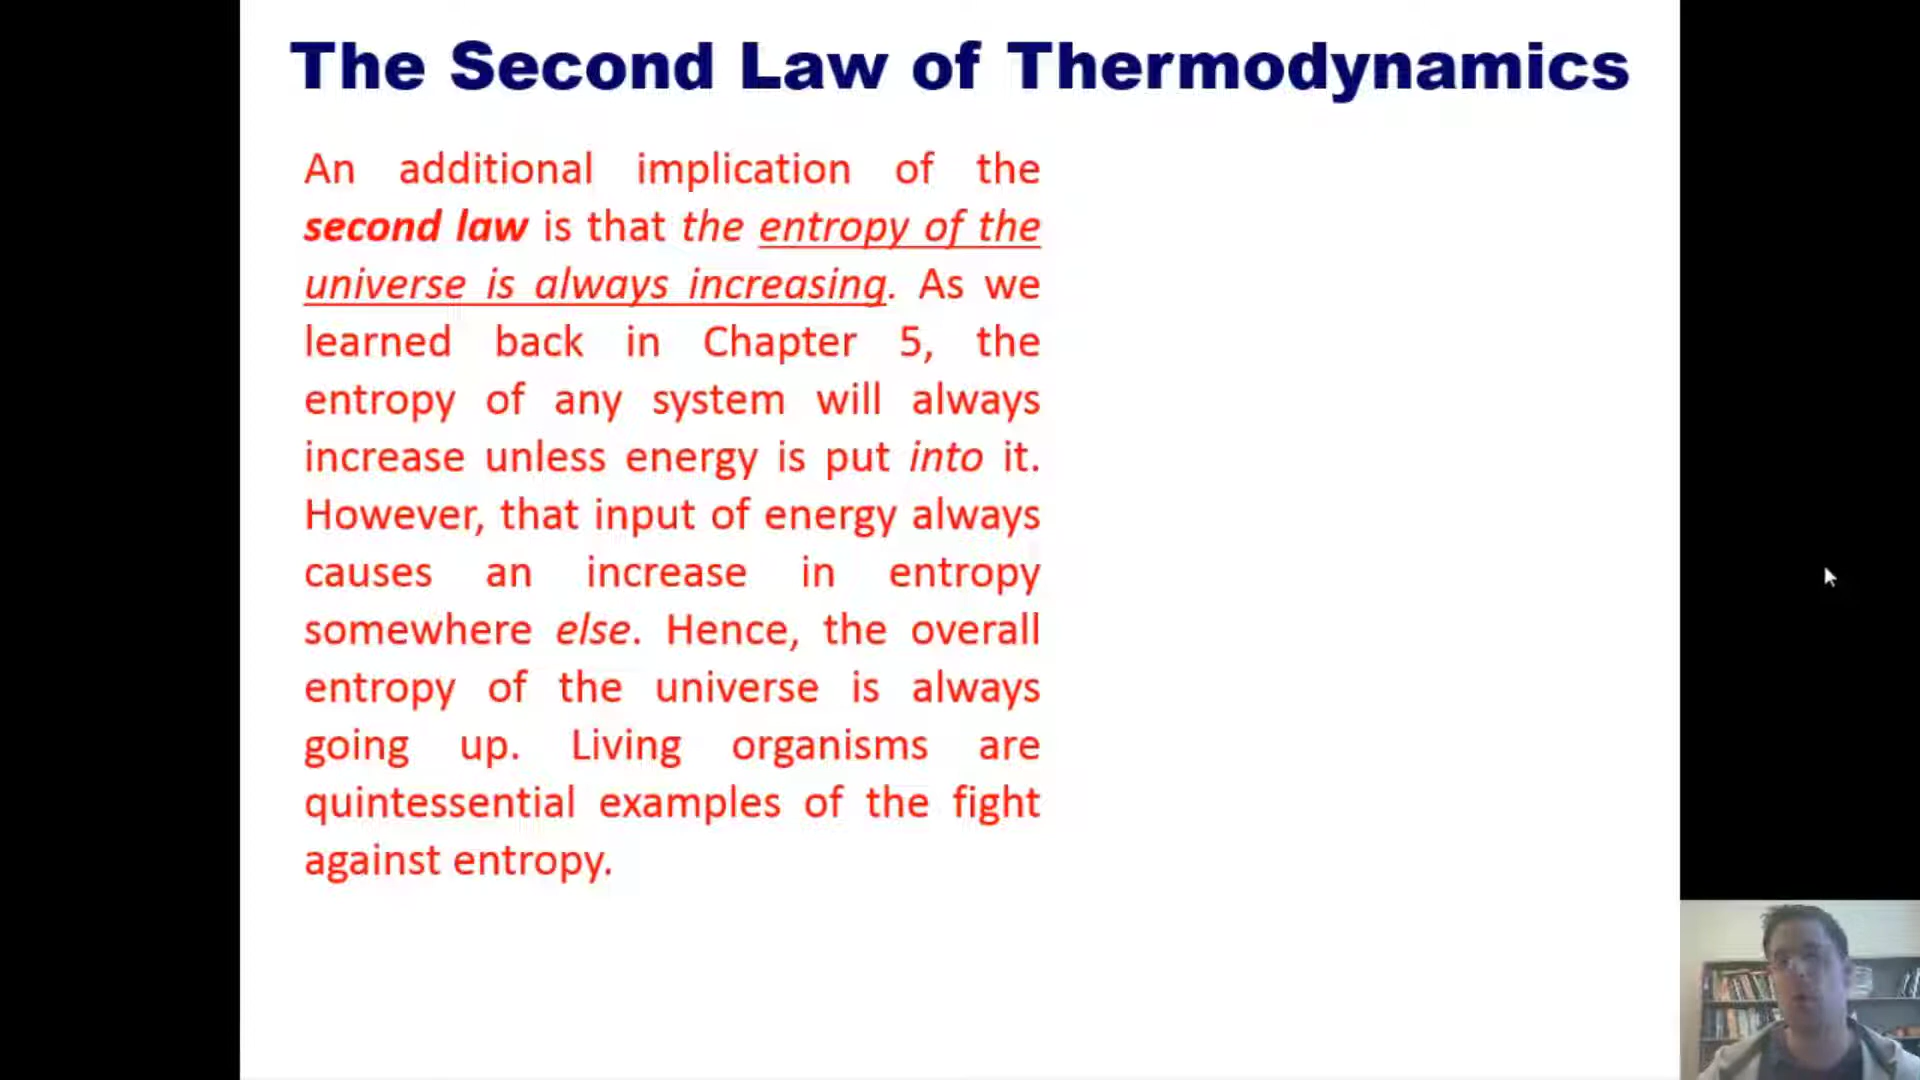 The Second Law of Thermodynamics
An additional implication of the
second law is that the entropy of the
universe is always increasing. As we
learned back in Chapter 5, the
entropy of any system will always
increase unless energy is put into it.
However, that input of energy always
causes an increase in entropy
somewhere else. Hence, the overall
entropy of the universe is always
going up. Living organisms are
quintessential examples of the fight
against entropy.